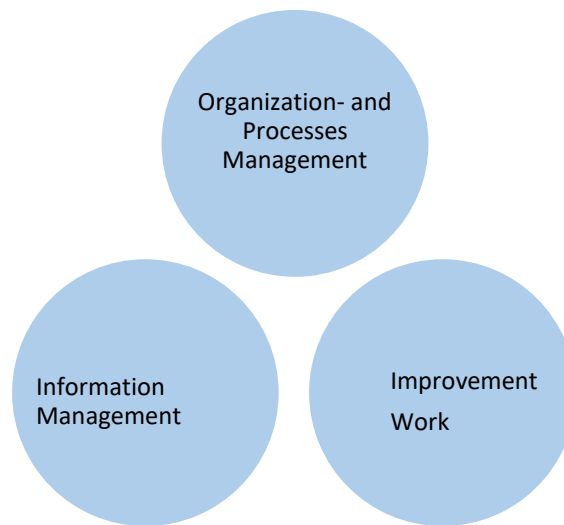 Organization- and
Processes
Management
Information
Management
Improvement
Work